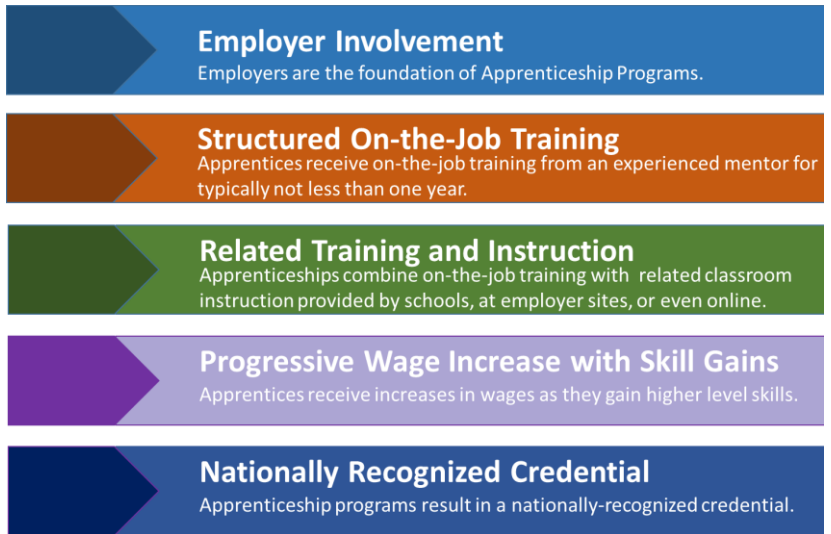 Employer Involvement
Employers are the foundation of Apprenticeship Programs.
Structured On-the-Job Training
Apprentices receive on-the-job training from an experienced mentor for
typically not less than one year.
Related Training and Instruction
Apprenticeships combine on-the-job training with related classroom
instruction provided by schools, at employer sites, or even online.
Progressive Wage Increase with Skill Gains
Apprentices receive increases in wages as they gain higher level skills.
Nationally Recognized Credential
Apprenticeship programs result in a nationally-recognized credential.